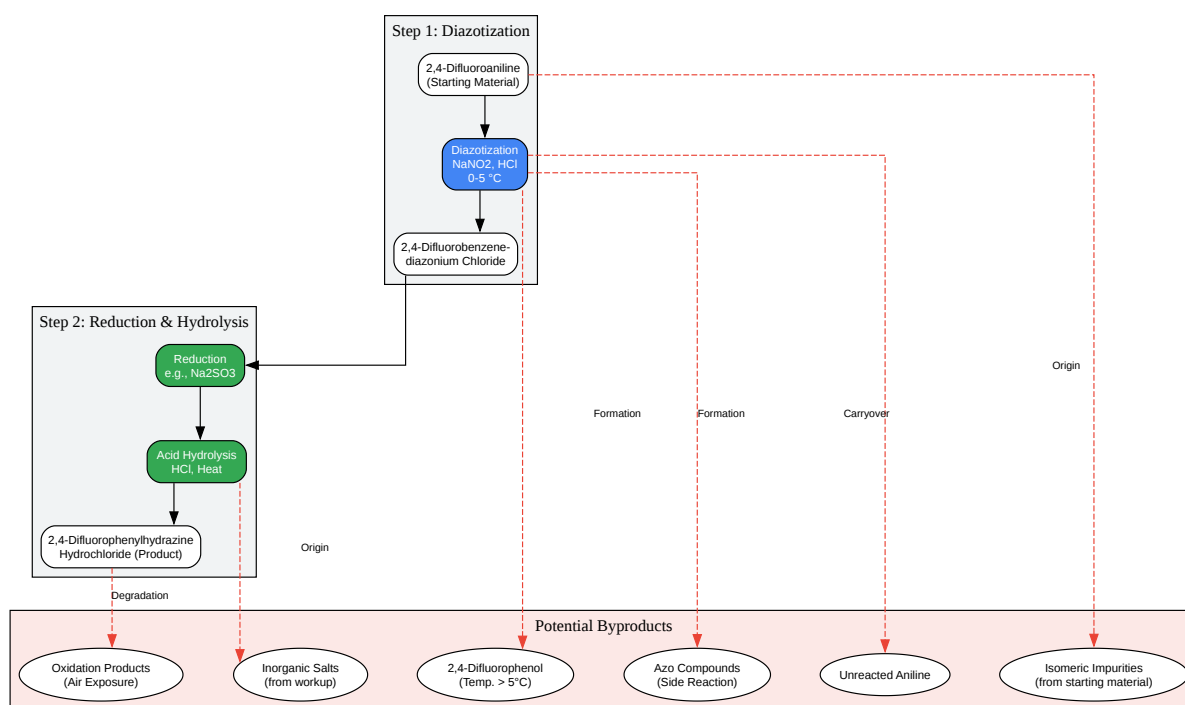 Step 1: Diazotization
2,4-Difluoroaniline
(Starting Material)
Diazotization
NaNO2, HCl
0-5 °C
2,4-Difluorobenzene-
diazonium Chloride
Step 2: Reduction & Hydrolysis
Reduction
e.g., Na2SO3
Acid Hydrolysis
HCl, Heat
2,4-Difluorophenylhydrazine
Hydrochloride (Product)
Origin
Formation
Formation
Carryover
Origin
Degradation
Potential Byproducts
Oxidation Products
(Air Exposure)
Inorganic Salts
(from workup)
2,4-Difluorophenol
(Temp. > 5°C)
Azo Compounds
(Side Reaction)
Unreacted Aniline
Isomeric Impurities
(from starting material)